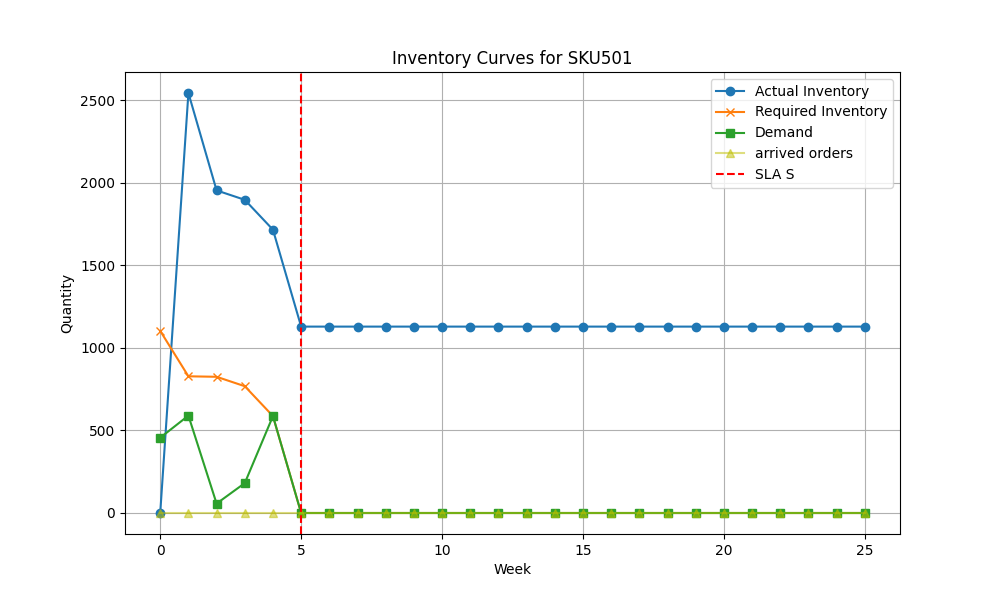 Inventory Curves for SKU501
Actual Inventory
Required Inventory
Demand
arrived orders
SLA S
Quantity
2500
2000
1500
1000
500
0
0 5 10 15 20 25
Week